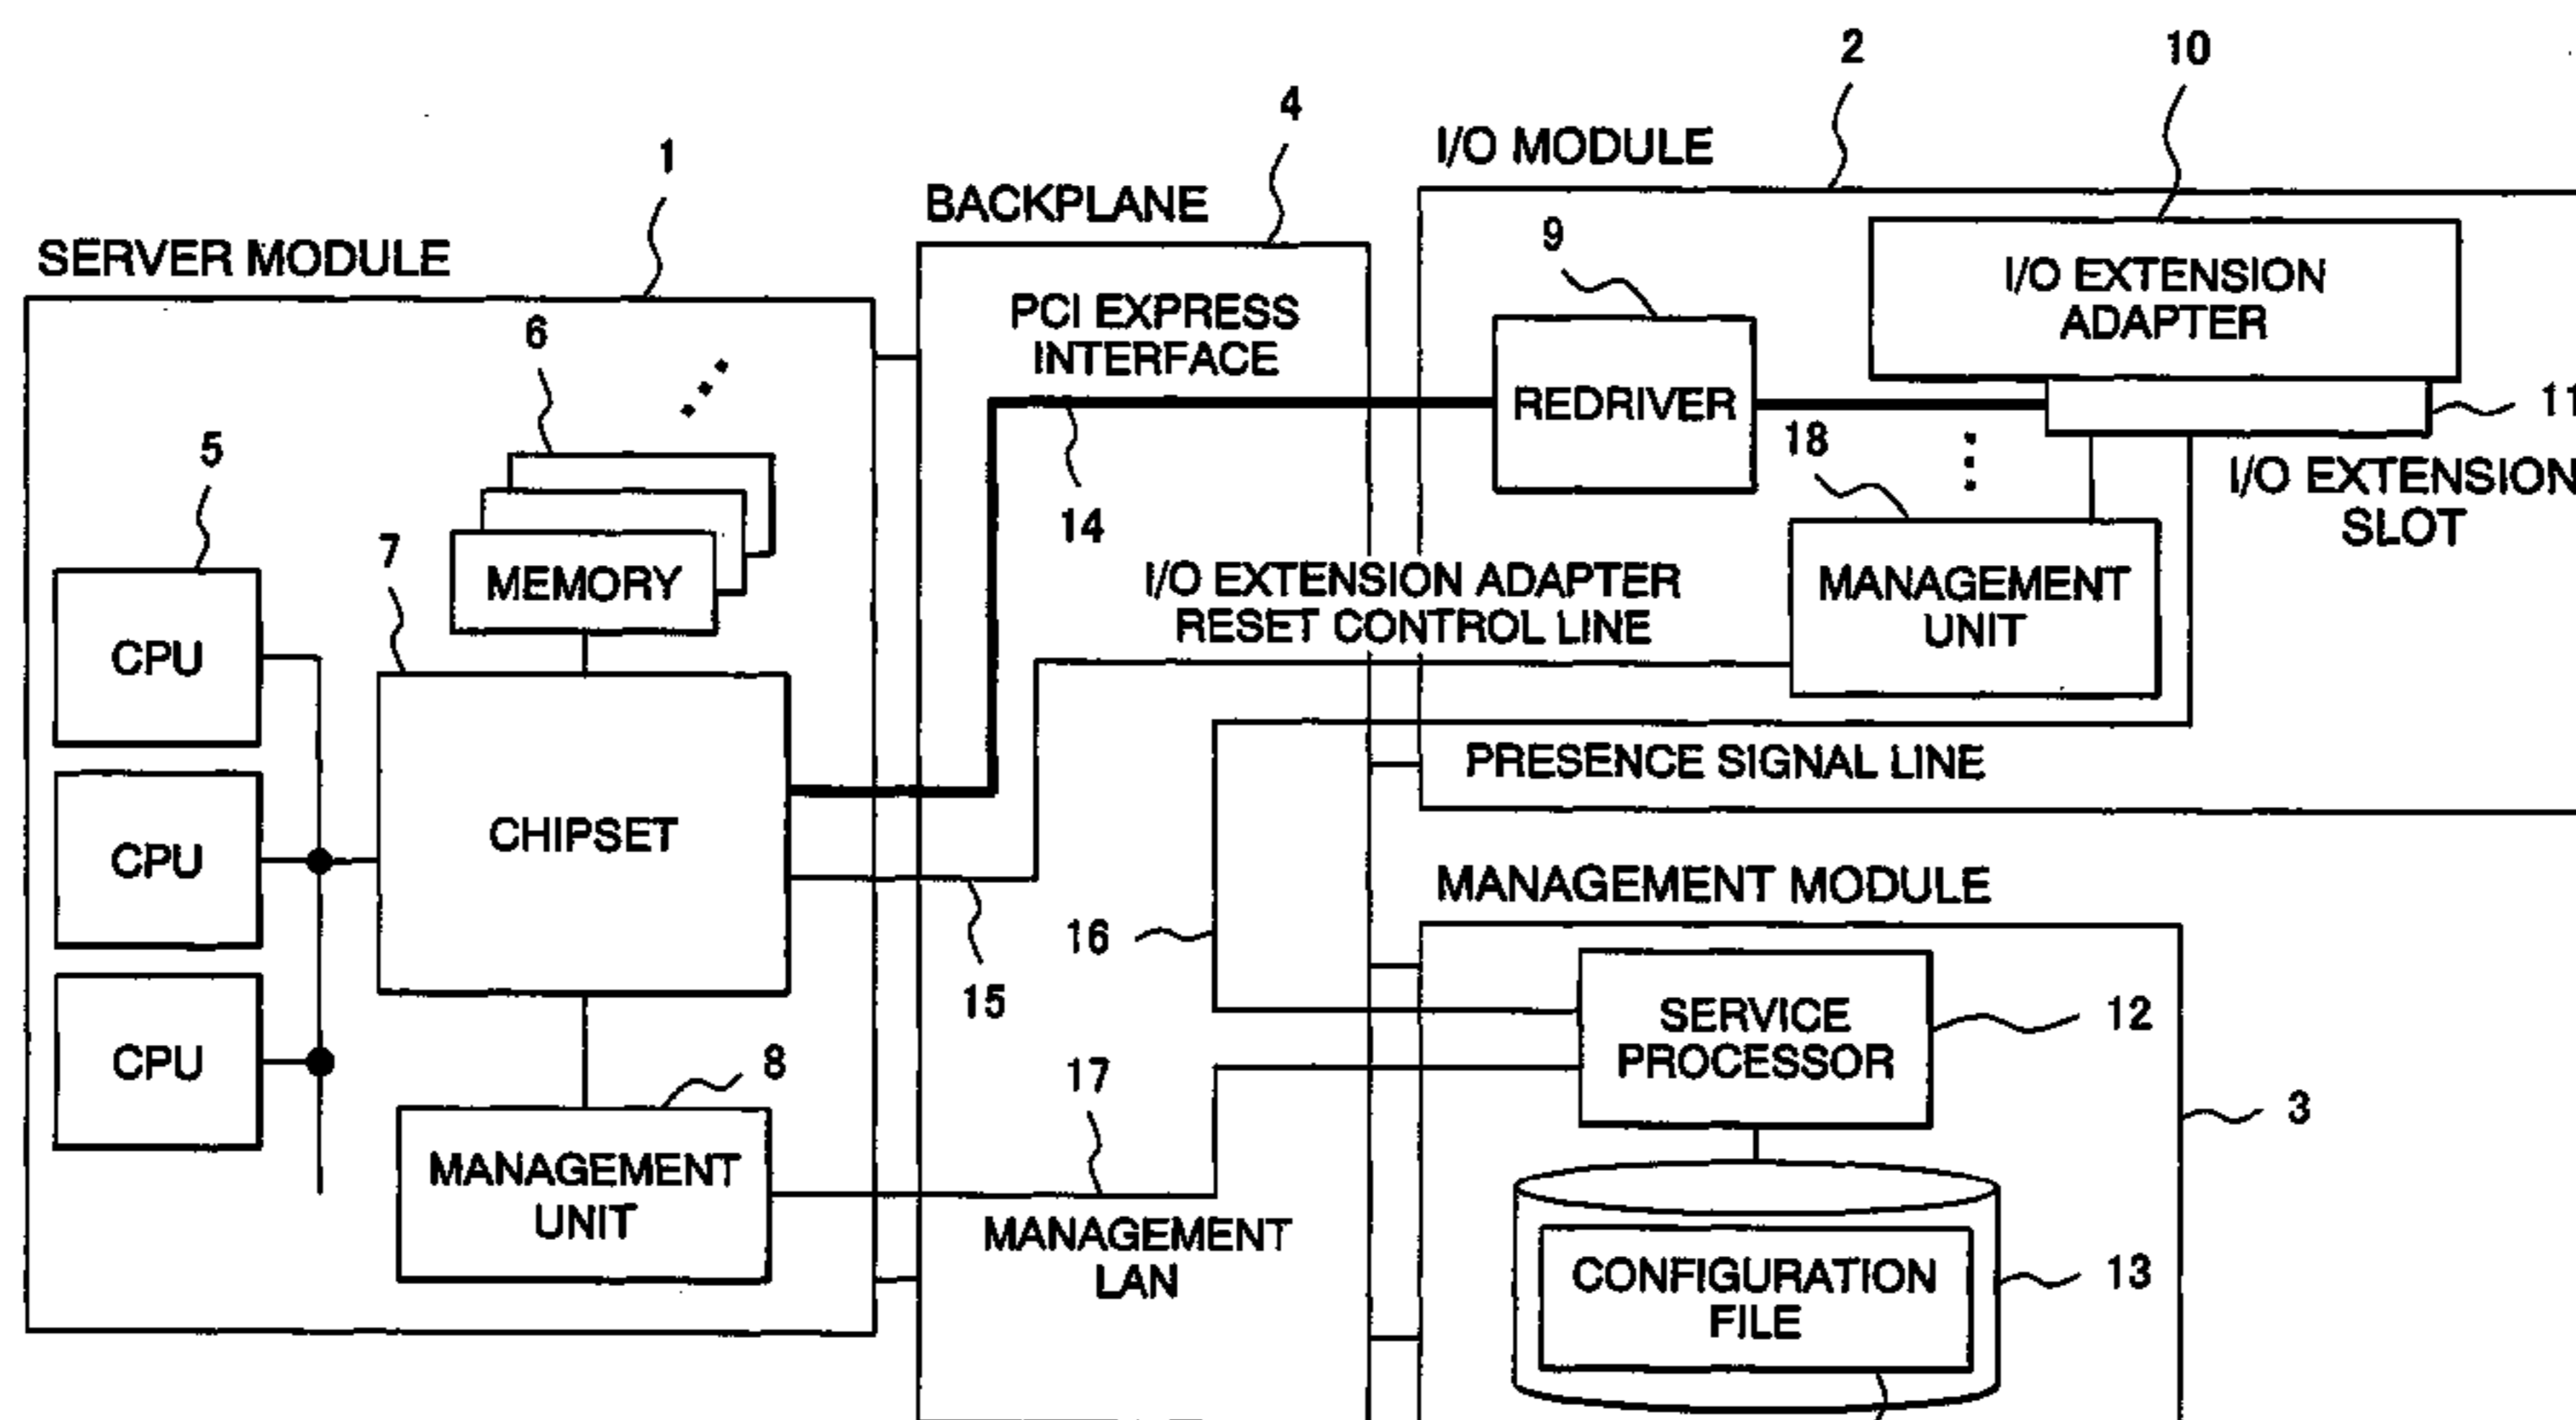 2
10
4
I/O MODULE
1
BACKPLANE
9
SERVER MODULE
I/O EXTENSION
ADAPTER
PCI EXPRESS
INTERFACE
6
REDRIVER
11
18
5
I/O EXTENSION
SLOT
14
7
MEMORY
I/O EXTENSION ADAPTER
RESET CONTROL LINE
MANAGEMENT
UNIT
CPU
PRESENCE SIGNAL LINE
CHIPSET
CPU
MANAGEMENT MODULE
16
15
SERVICE
PROCESSOR
12
CPU
8
17
3
MANAGEMENT
UNIT
MANAGEMENT
LAN
CONFIGURATION
FILE
13